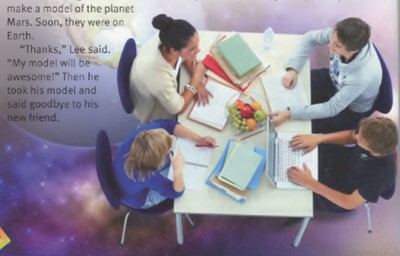 make a model of the planet
Mars. Soon, they were on
Earth.
"Thanks," Lee said.
"My model will be
awesome!" Then he
took his model and
said goodbye to his
new friend.